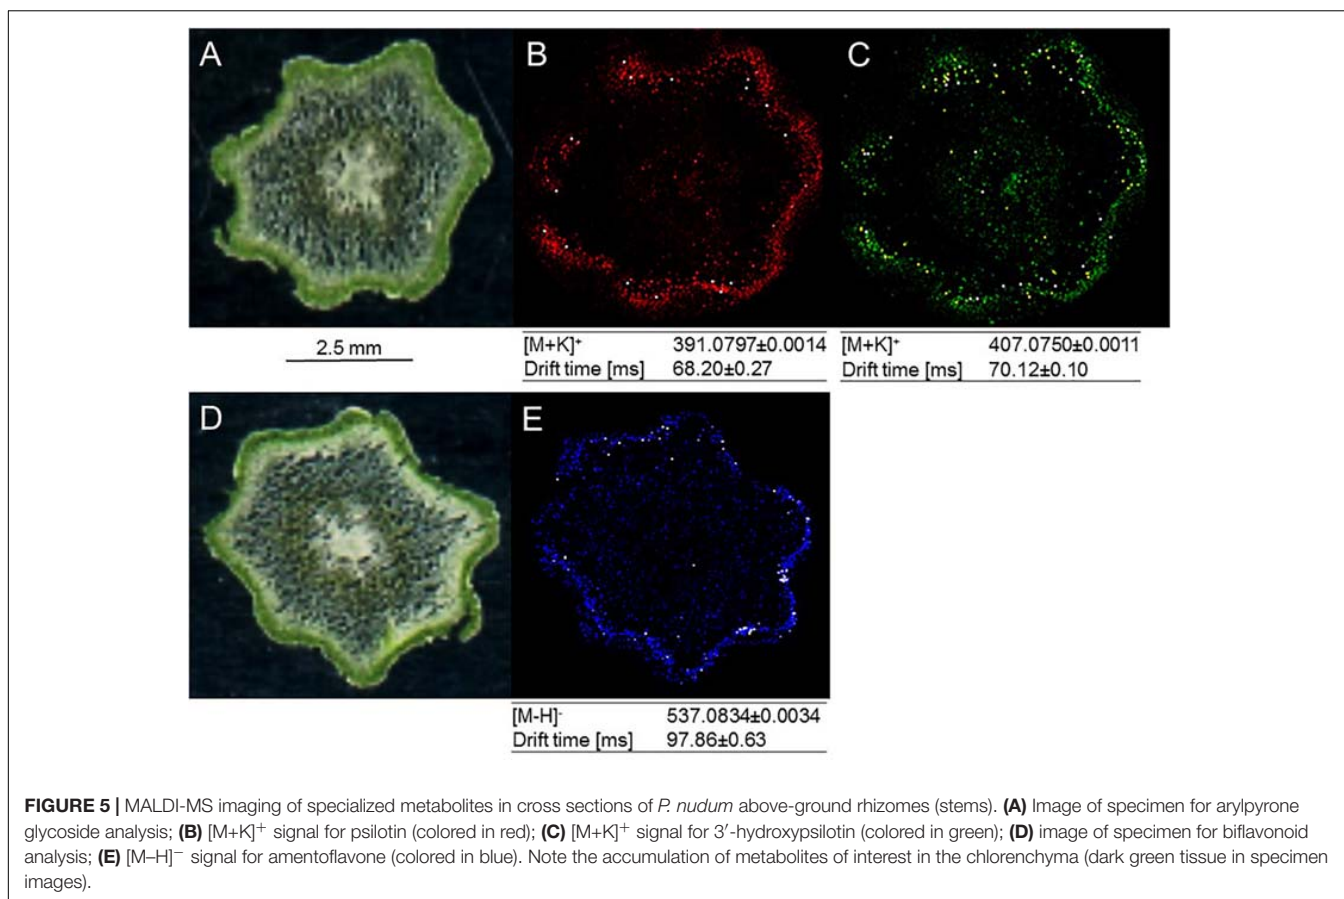 A
B
C
2.5 mm
[M+K]⁺ 391.0797±0.0014
Drift time [ms] 68.20±0.27
[M+K]⁺ 407.0750±0.0011
Drift time [ms] 70.12±0.10
D
E
[M-H]⁻ 537.0834±0.0034
Drift time [ms] 97.86±0.63
FIGURE 5 | MALDI-MS imaging of specialized metabolites in cross sections of P. nudum above-ground rhizomes (stems). (A) Image of specimen for arylpyrone
glycoside analysis; (B) [M+K]⁺ signal for psilotin (colored in red); (C) [M+K]⁺ signal for 3′-hydroxypsilotin (colored in green); (D) image of specimen for biflavonoid
analysis; (E) [M–H]⁻ signal for amentoflavone (colored in blue). Note the accumulation of metabolites of interest in the chlorenchyma (dark green tissue in specimen
images).